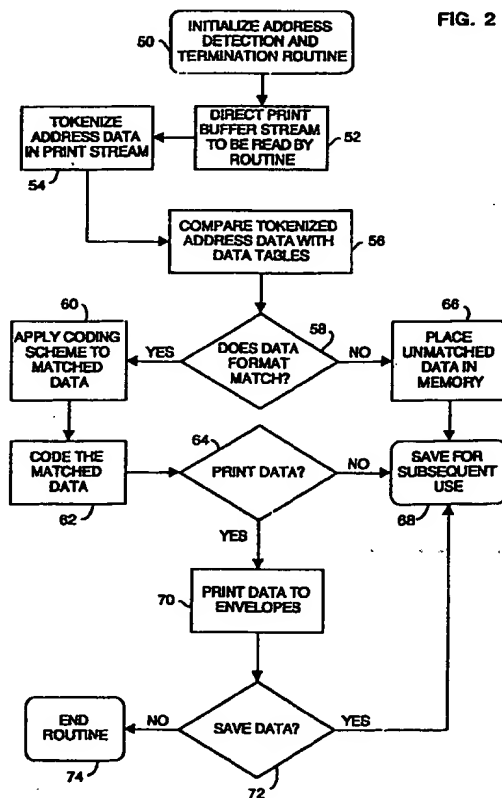 FIG. 2
INITIALIZE ADDRESS
DETECTION AND
TERMINATION ROUTINE
50
DIRECT PRINT
BUFFER STREAM
TO BE READ BY
ROUTINE
52
TOKENIZE
ADDRESS DATA
IN PRINT STREAM
54
COMPARE TOKENIZED
ADDRESS DATA WITH
DATA TABLES
56
58
DOES DATA
FORMAT
MATCH?
YES
NO
60
APPLY CODING
SCHEME TO
MATCHED DATA
66
PLACE
UNMATCHED
DATA IN
MEMORY
CODE THE
MATCHED
DATA
62
64
PRINT DATA?
NO
YES
SAVE FOR
SUBSEQUENT
USE
68
70
PRINT DATA TO
ENVELOPES
SAVE DATA?
72
NO
YES
END
ROUTINE
74